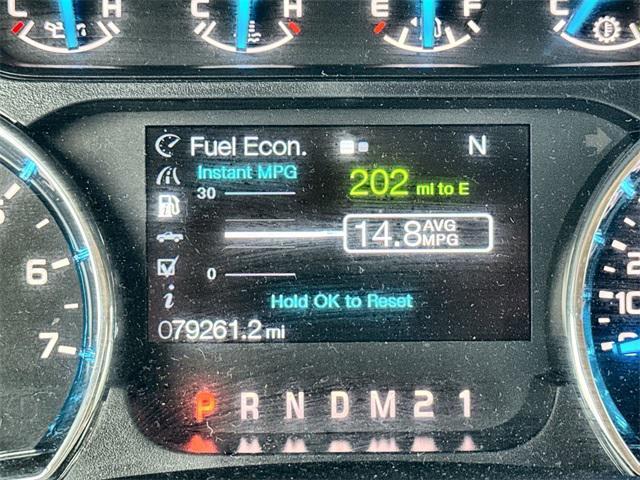 L H C H E F C
Fuel Econ. N
Instant MPG
202 mi to E
30
14.8 AVG MPG
0
Hold OK to Reset
079261.2 mi
6
7
P R N D M 2 1